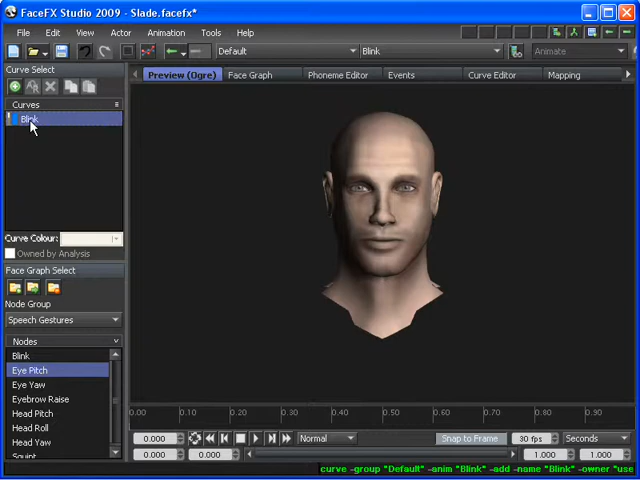 FaceFX Studio 2009 - Slade.facefx*
File Edit View Actor Animation Tools Help
Default Blink Animate
Curve Select Preview (Ogre) Face Graph Phoneme Editor Events Curve Editor Mapping
Curves
Blink
Curve Colour:
Owned by Analysis
Face Graph Select
Node Group
Speech Gestures
Nodes
Blink
Eye Pitch
Eye Yaw
Eyebrow Raise
Head Pitch
Head Roll
Head Yaw
Squint
0.00 0.10 0.20 0.30 0.40 0.50 0.60 0.70 0.80 0.90
0.000 Normal Snap to Frame 30 fps Seconds
0.000 0.000 1.000 1.000
curve -group "Default" -anim "Blink" -add -name "Blink" -owner "use